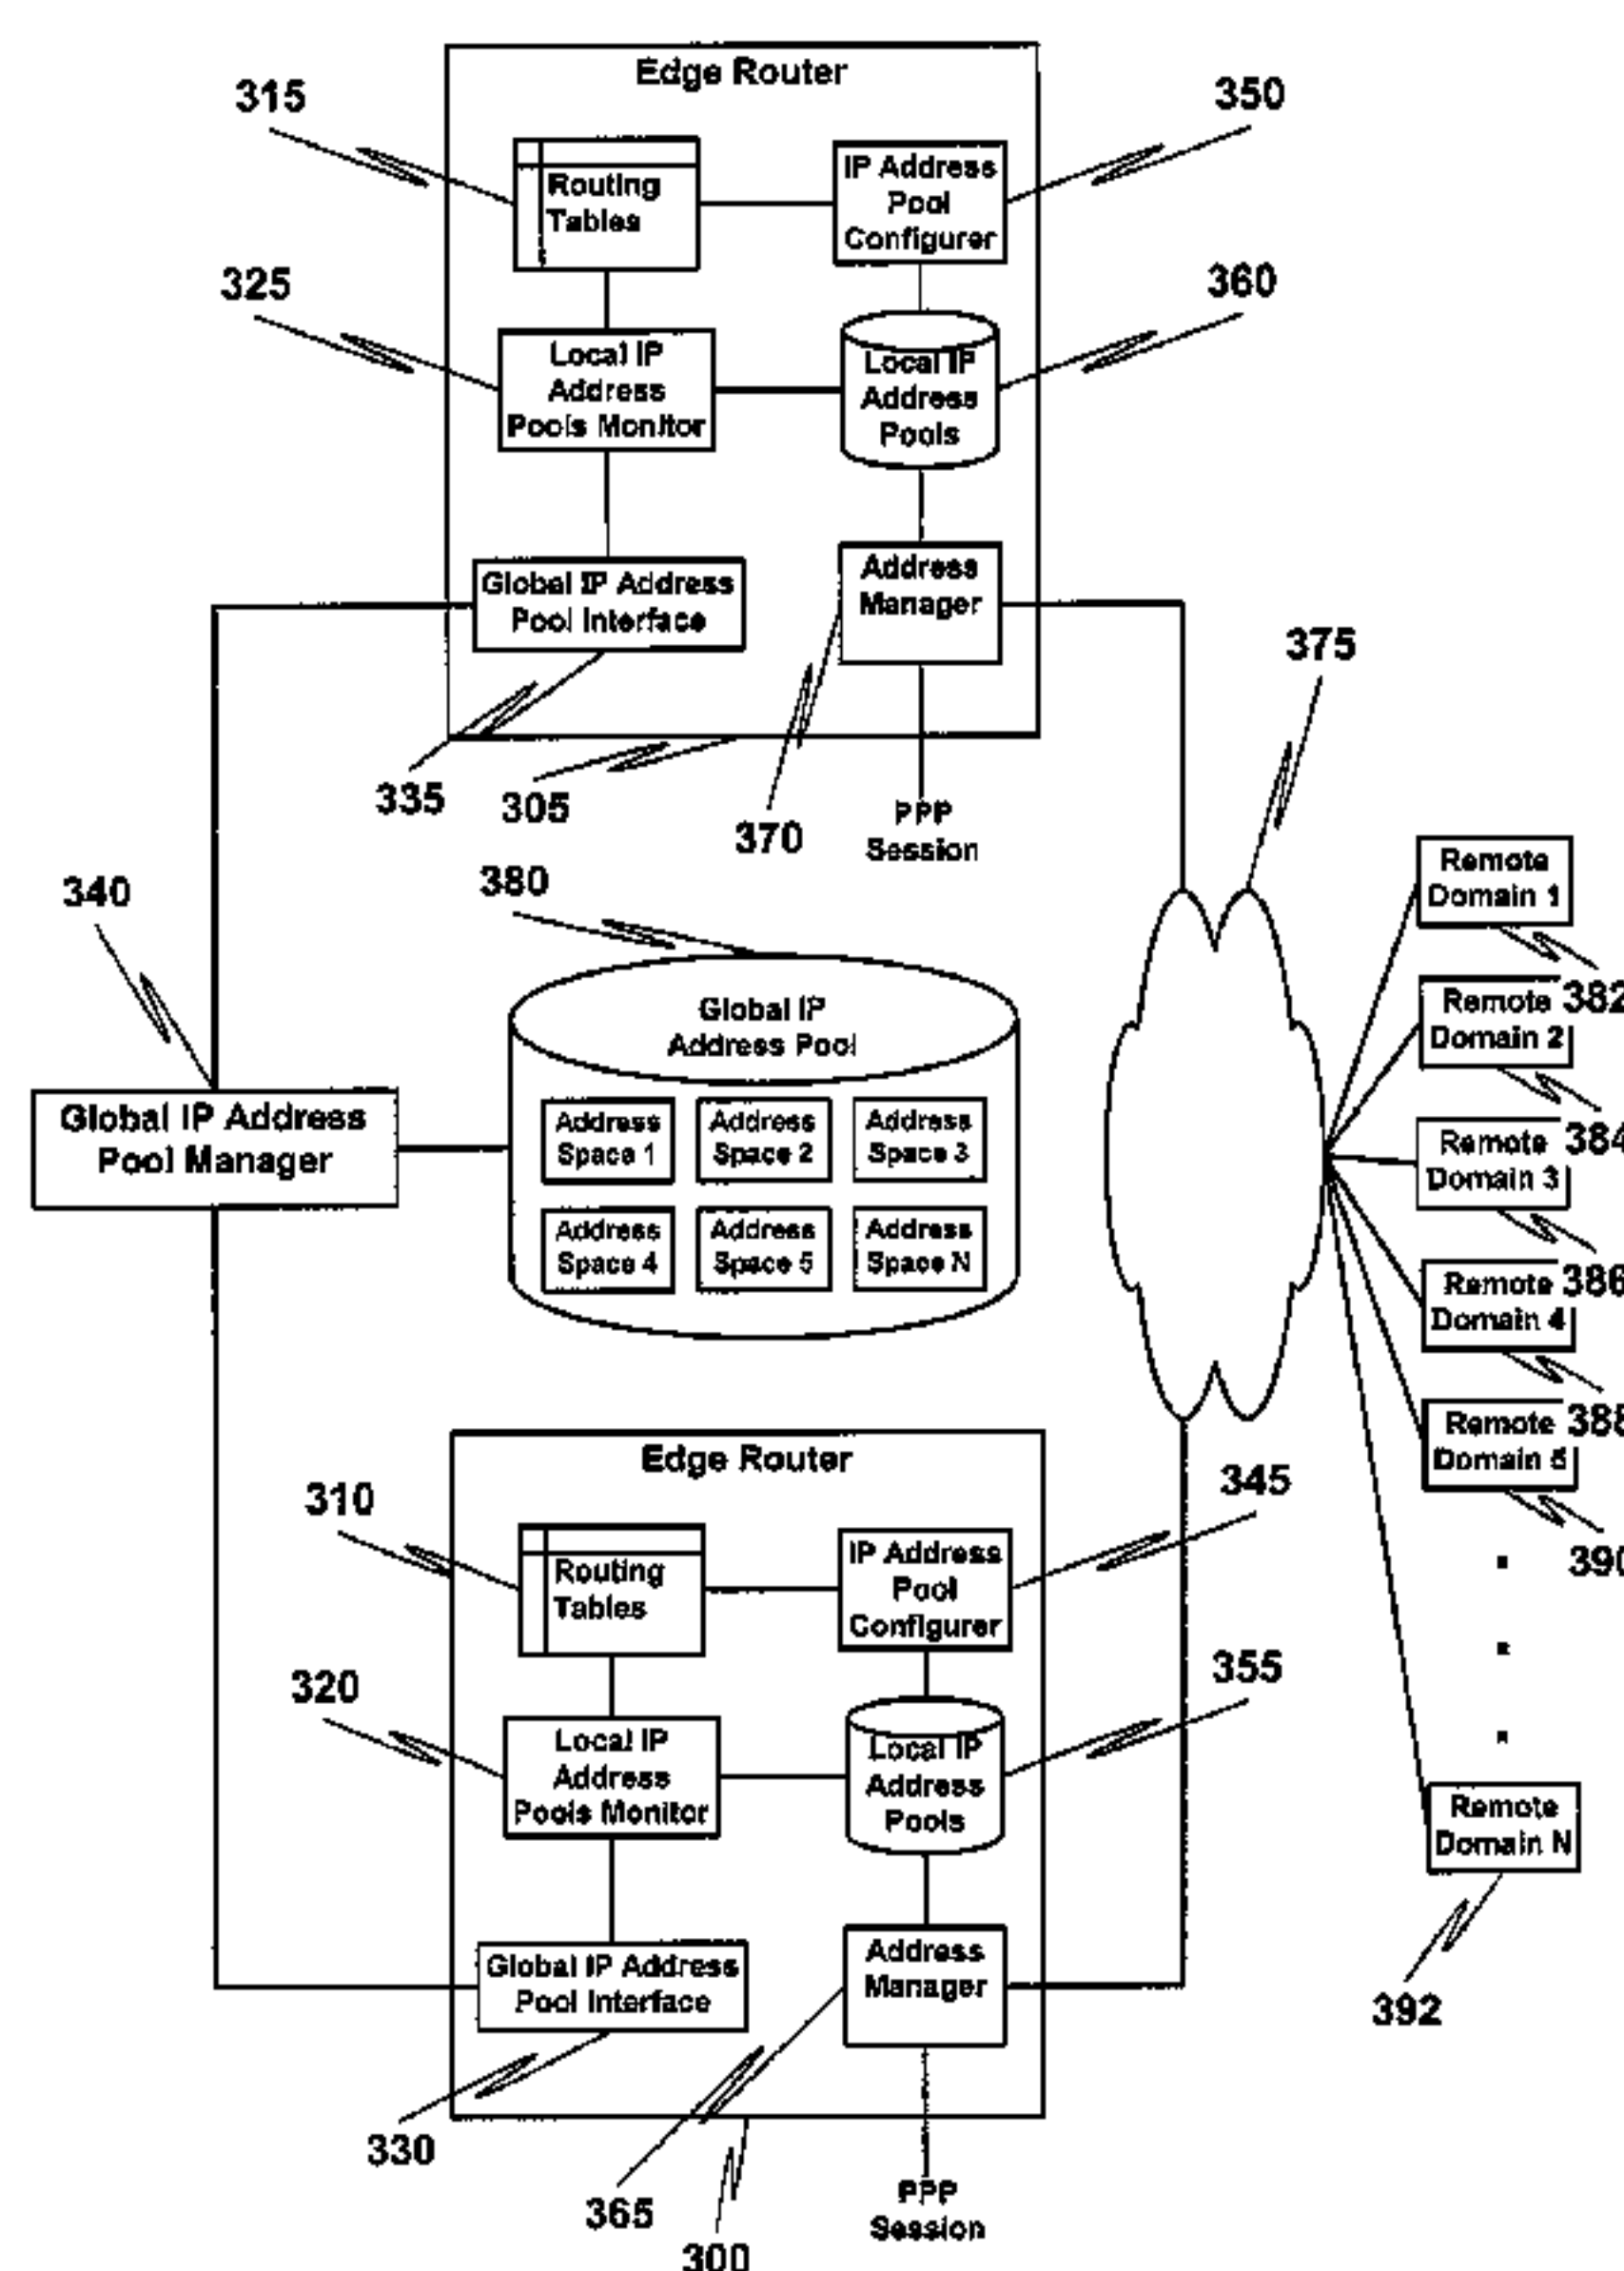 Edge Router
315
350
Routing
Tables
IP Address
Pool
Configurer
325
360
Local IP
Address
Pools Monitor
Local IP
Address
Pools
Global IP Address
Pool Interface
Address
Manager
375
335
305
370
PPP
Session
340
380
Remote
Domain 1
382
Global IP
Address Pool
Remote
Domain 2
384
Global IP Address
Pool Manager
Address
Space 1
Address
Space 2
Address
Space 3
Remote
Domain 3
386
Address
Space 4
Address
Space 5
Address
Space N
Remote
Domain 4
388
Remote
Domain 5
390
Edge Router
310
345
Routing
Tables
IP Address
Pool
Configurer
320
355
Local IP
Address
Pools Monitor
Local IP
Address
Pools
Remote
Domain N
392
Global IP Address
Pool Interface
Address
Manager
330
365
300
PPP
Session